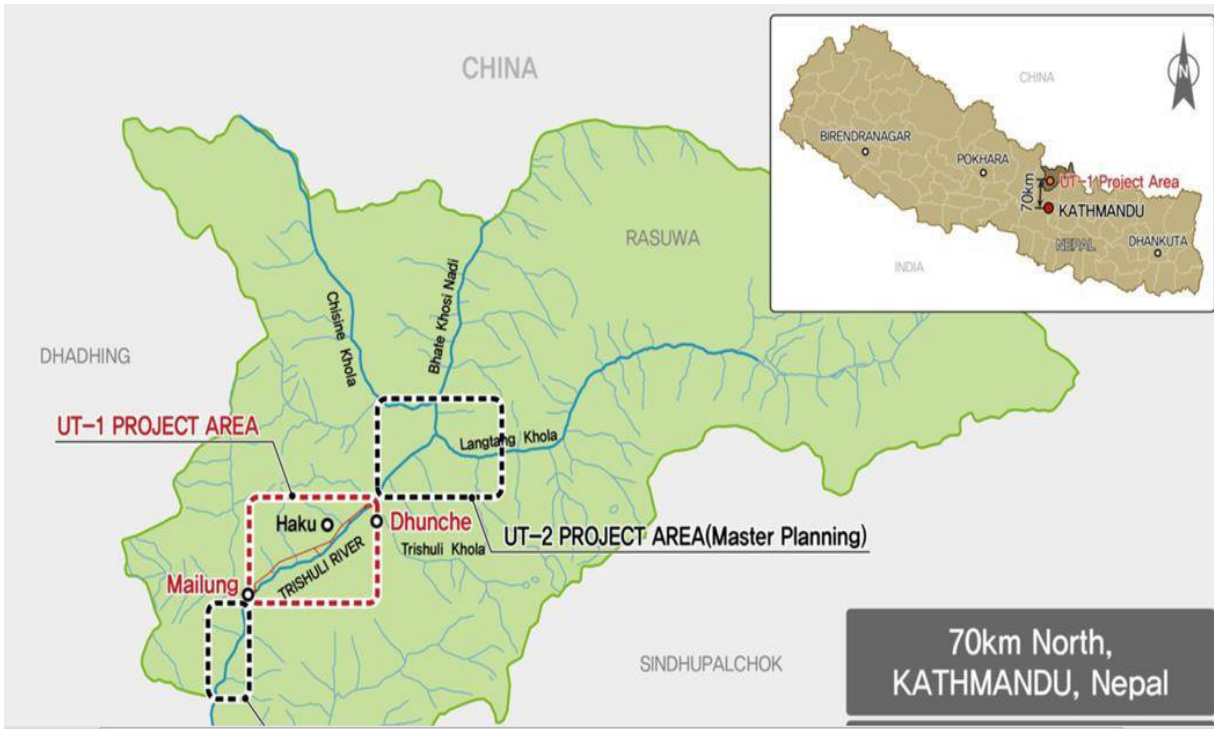 CHINA
RASUWA
Chisine Khola
Bhate Khosi Nadi
DHADHING
UT-1 PROJECT AREA
Langtang Khola
Haku
Dhunche
UT-2 PROJECT AREA(Master Planning)
Trishuli Khola
TRISHULI RIVER
Mailung
SINDHUPALCHOK
CHINA
N
BIRENDRANAGAR
POKHARA
UT-1 Project Area
70km
KATHMANDU
NEPAL
DHANKUTA
INDIA
70km North,
KATHMANDU, Nepal